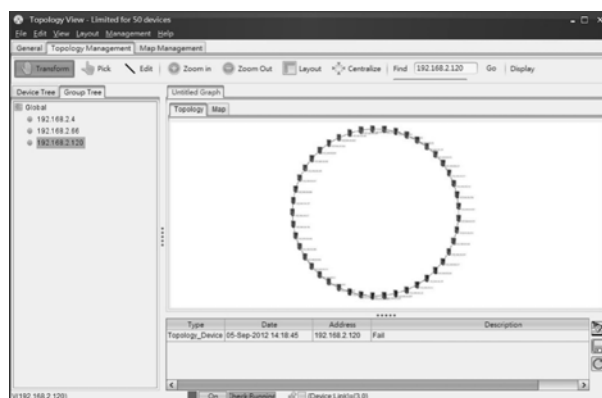 Topology View - Limited for 50 devices
File Edit View Layout Management Help
General Topology Management Map Management
Transform Pick Edit Zoom in Zoom Out Layout Centralize Find 192.168.2.120 Go Display
Device Tree Group Tree
Untitled Graph
Global
192.168.2.4
192.168.2.66
192.168.2.120
Topology Map
Type Date Address Description
Topology_Device 05-Sep-2012 14:18:45 192.168.2.120 Fail
On Check Running